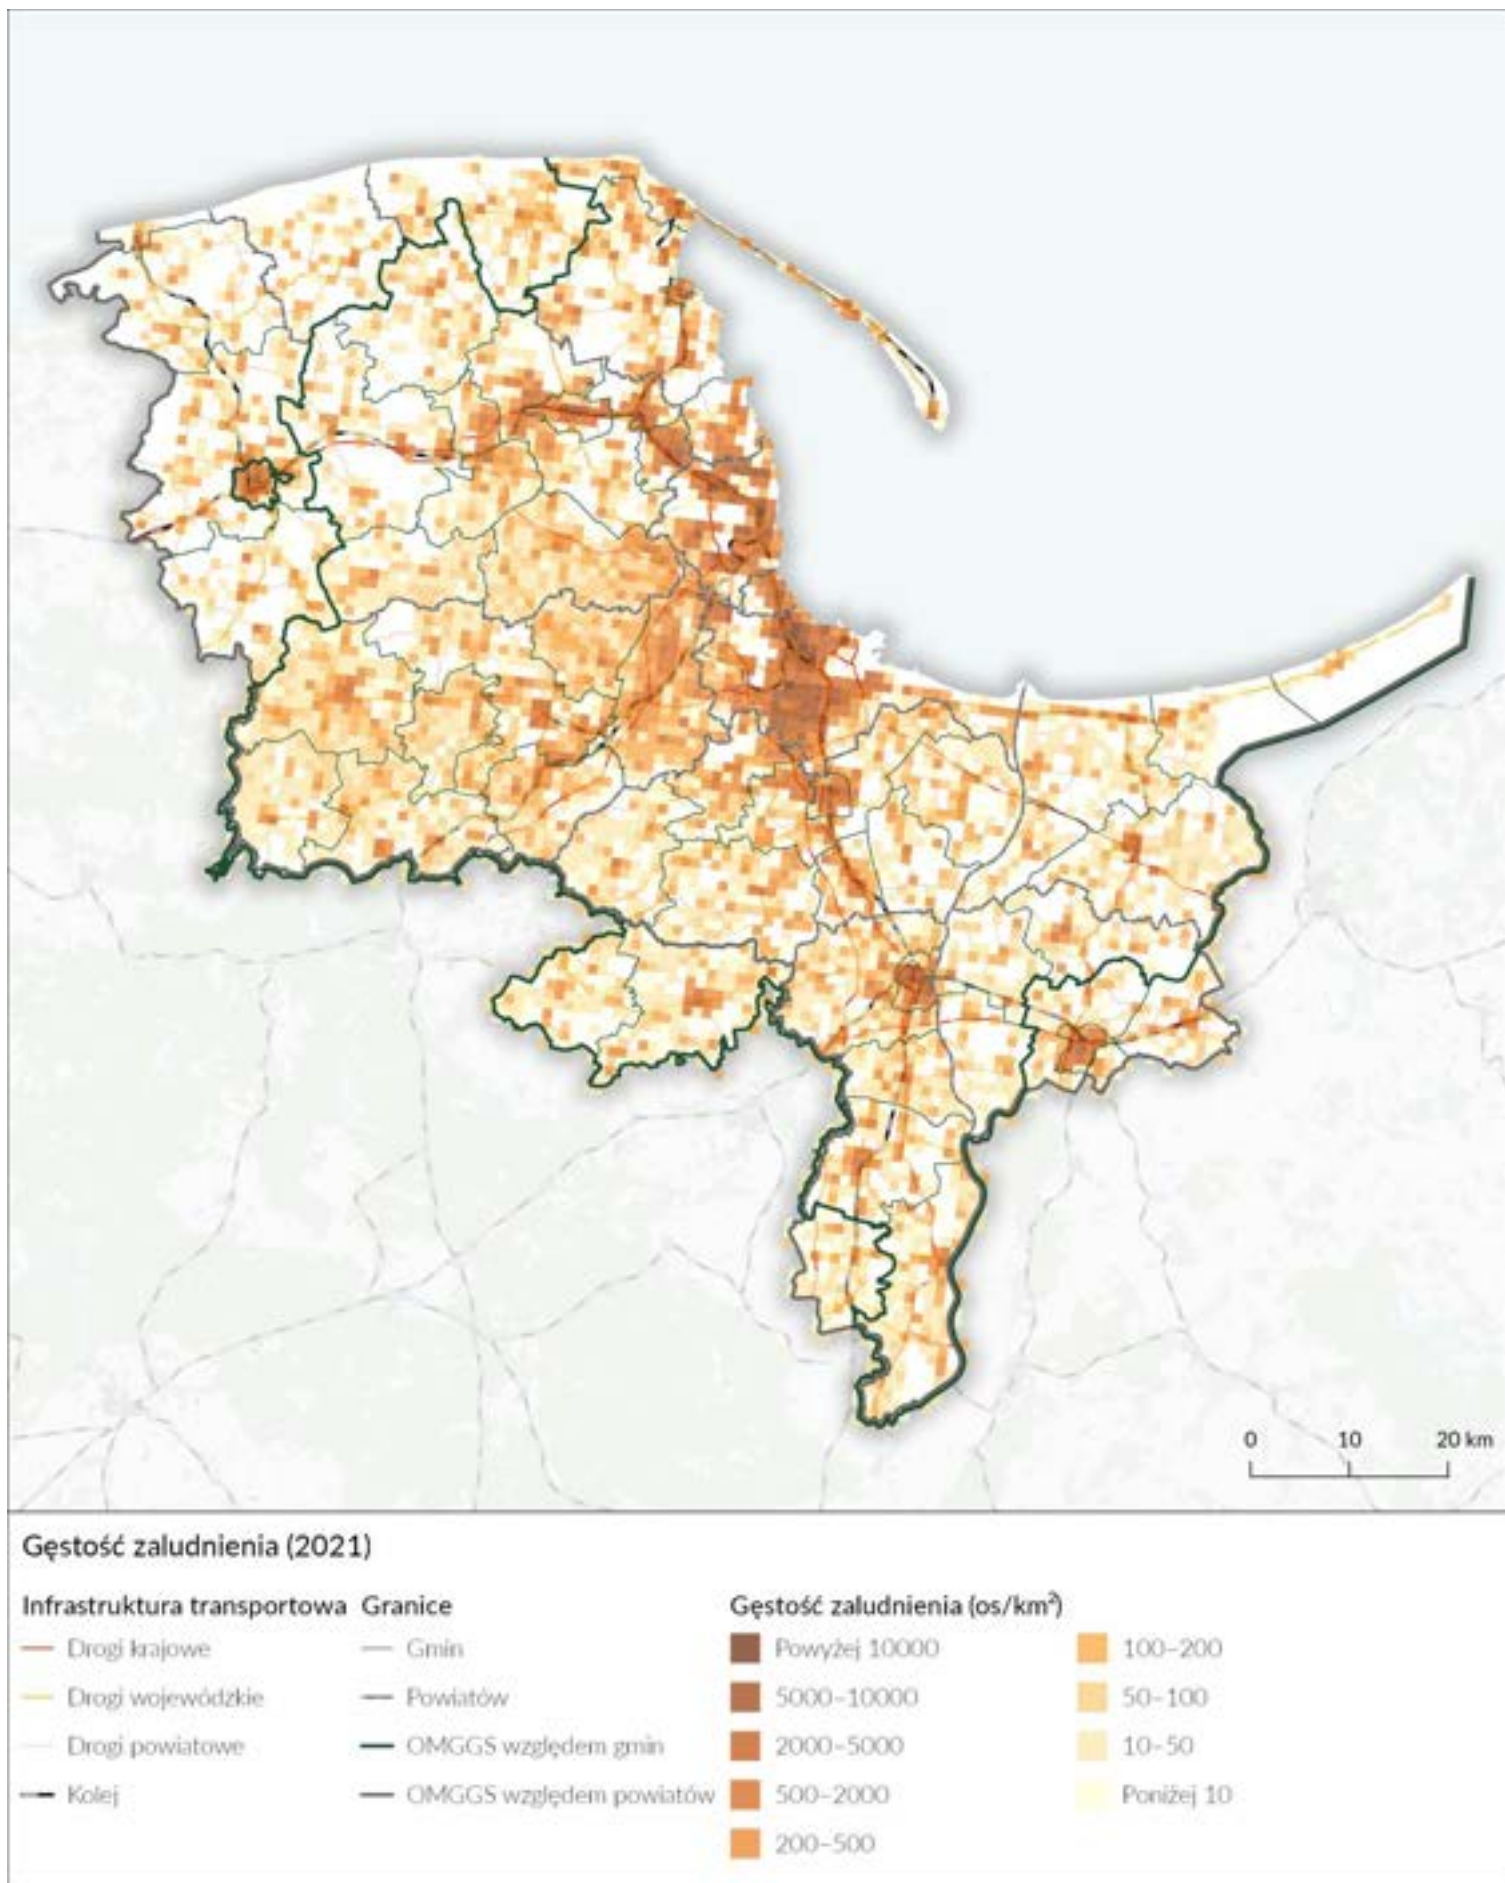 0 10 20 km
Gęstość zaludnienia (2021)
Infrastruktura transportowa
Drogi krajowe
Drogi wojewódzkie
Drogi powiatowe
Kolej
Granice
Gmin
Powiatów
OMGGS względem gmin
OMGGS względem powiatów
Gęstość zaludnienia (os/km²)
Powyżej 10000
5000–10000
2000–5000
500–2000
200–500
100–200
50–100
10–50
Poniżej 10